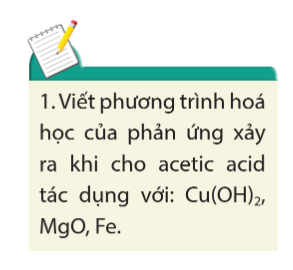 1. Viết phương trình hoá
học của phản ứng xảy
ra khi cho acetic acid
tác dụng với: Cu(OH)₂,
MgO, Fe.